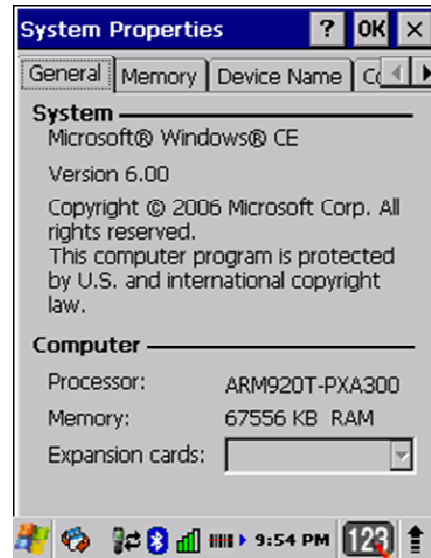 System Properties ? OK ×
General Memory Device Name
System
Microsoft® Windows® CE
Version 6.00
Copyright © 2006 Microsoft Corp. All
rights reserved.
This computer program is protected
by U.S. and international copyright
law.
Computer
Processor: ARM920T-PXA300
Memory: 67556 KB RAM
Expansion cards:
9:54 PM 123